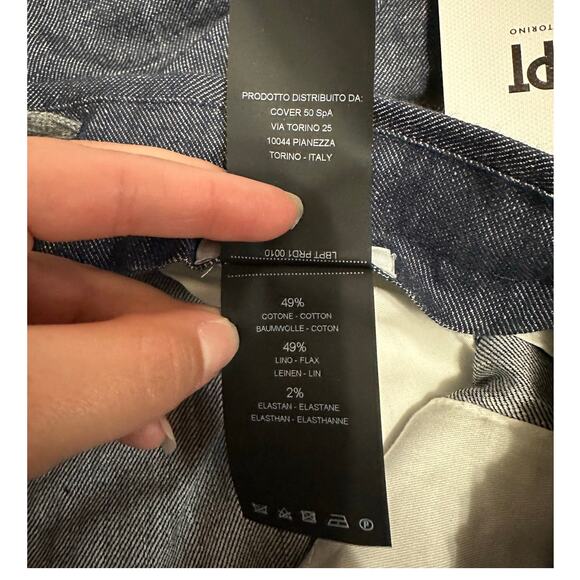 PT
TORINO
PRODOTTO DISTRIBUITO DA:
COVER 50 SpA
VIA TORINO 25
10044 PIANEZZA
TORINO - ITALY
LBPT PRD1 0010
49%
COTONE - COTTON
BAUMWOLLE - COTON
49%
LINO - FLAX
LEINEN - LIN
2%
ELASTAN - ELASTANE
ELASTHAN - ELASTHANNE
P